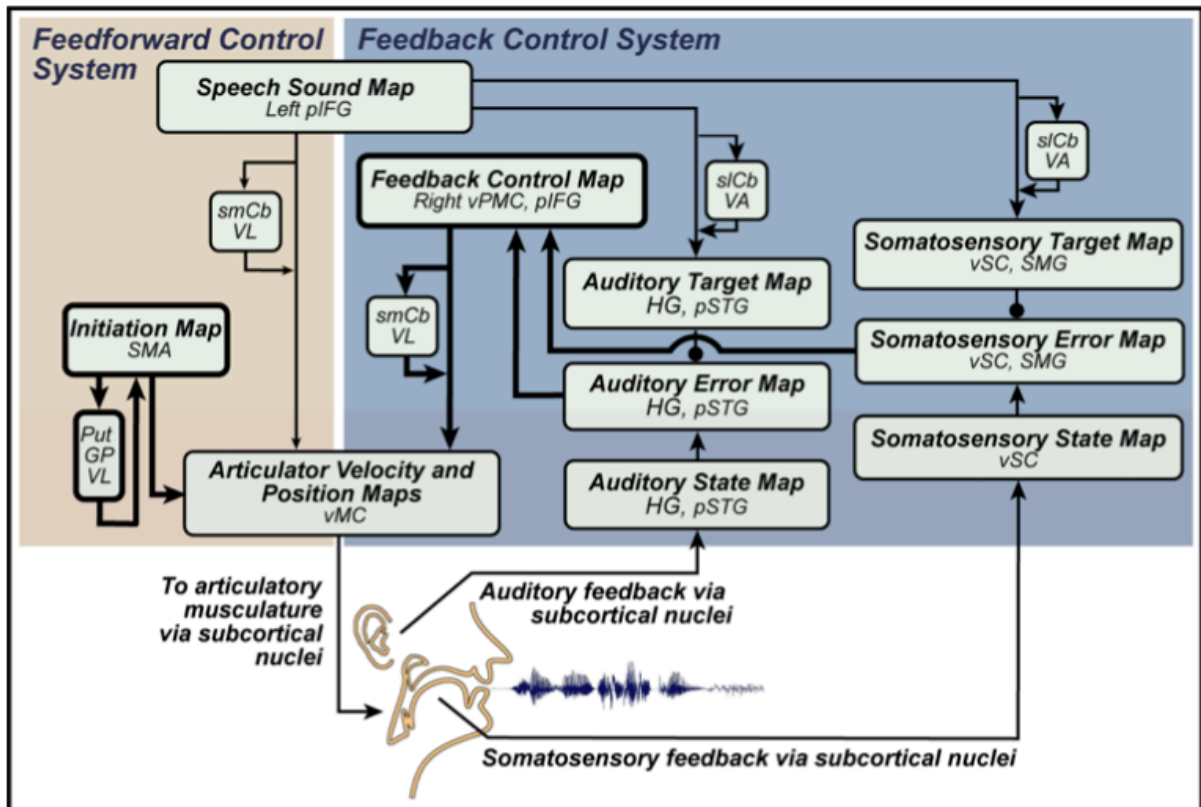 Feedforward Control
System
Feedback Control System
Speech Sound Map
Left pIFG
slCb
VA
slCb
VA
Feedback Control Map
Right vPMC, pIFG
smCb
VL
Somatosensory Target Map
vSC, SMG
Auditory Target Map
HG, pSTG
Initiation Map
SMA
smCb
VL
Somatosensory Error Map
vSC, SMG
Auditory Error Map
HG, pSTG
Put
GP
VL
Somatosensory State Map
vSC
Articulator Velocity and
Position Maps
vMC
Auditory State Map
HG, pSTG
To articulatory
musculature
via subcortical
nuclei
Auditory feedback via
subcortical nuclei
Somatosensory feedback via subcortical nuclei